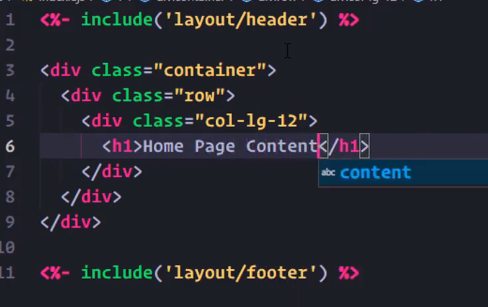 1 <%- include('layout/header') %>
2
3 <div class="container">
4 <div class="row">
5 <div class="col-lg-12">
6 <h1>Home Page Content</h1>
7 </div>
abc content
8 </div>
9 </div>
10
11 <%- include('layout/footer') %>